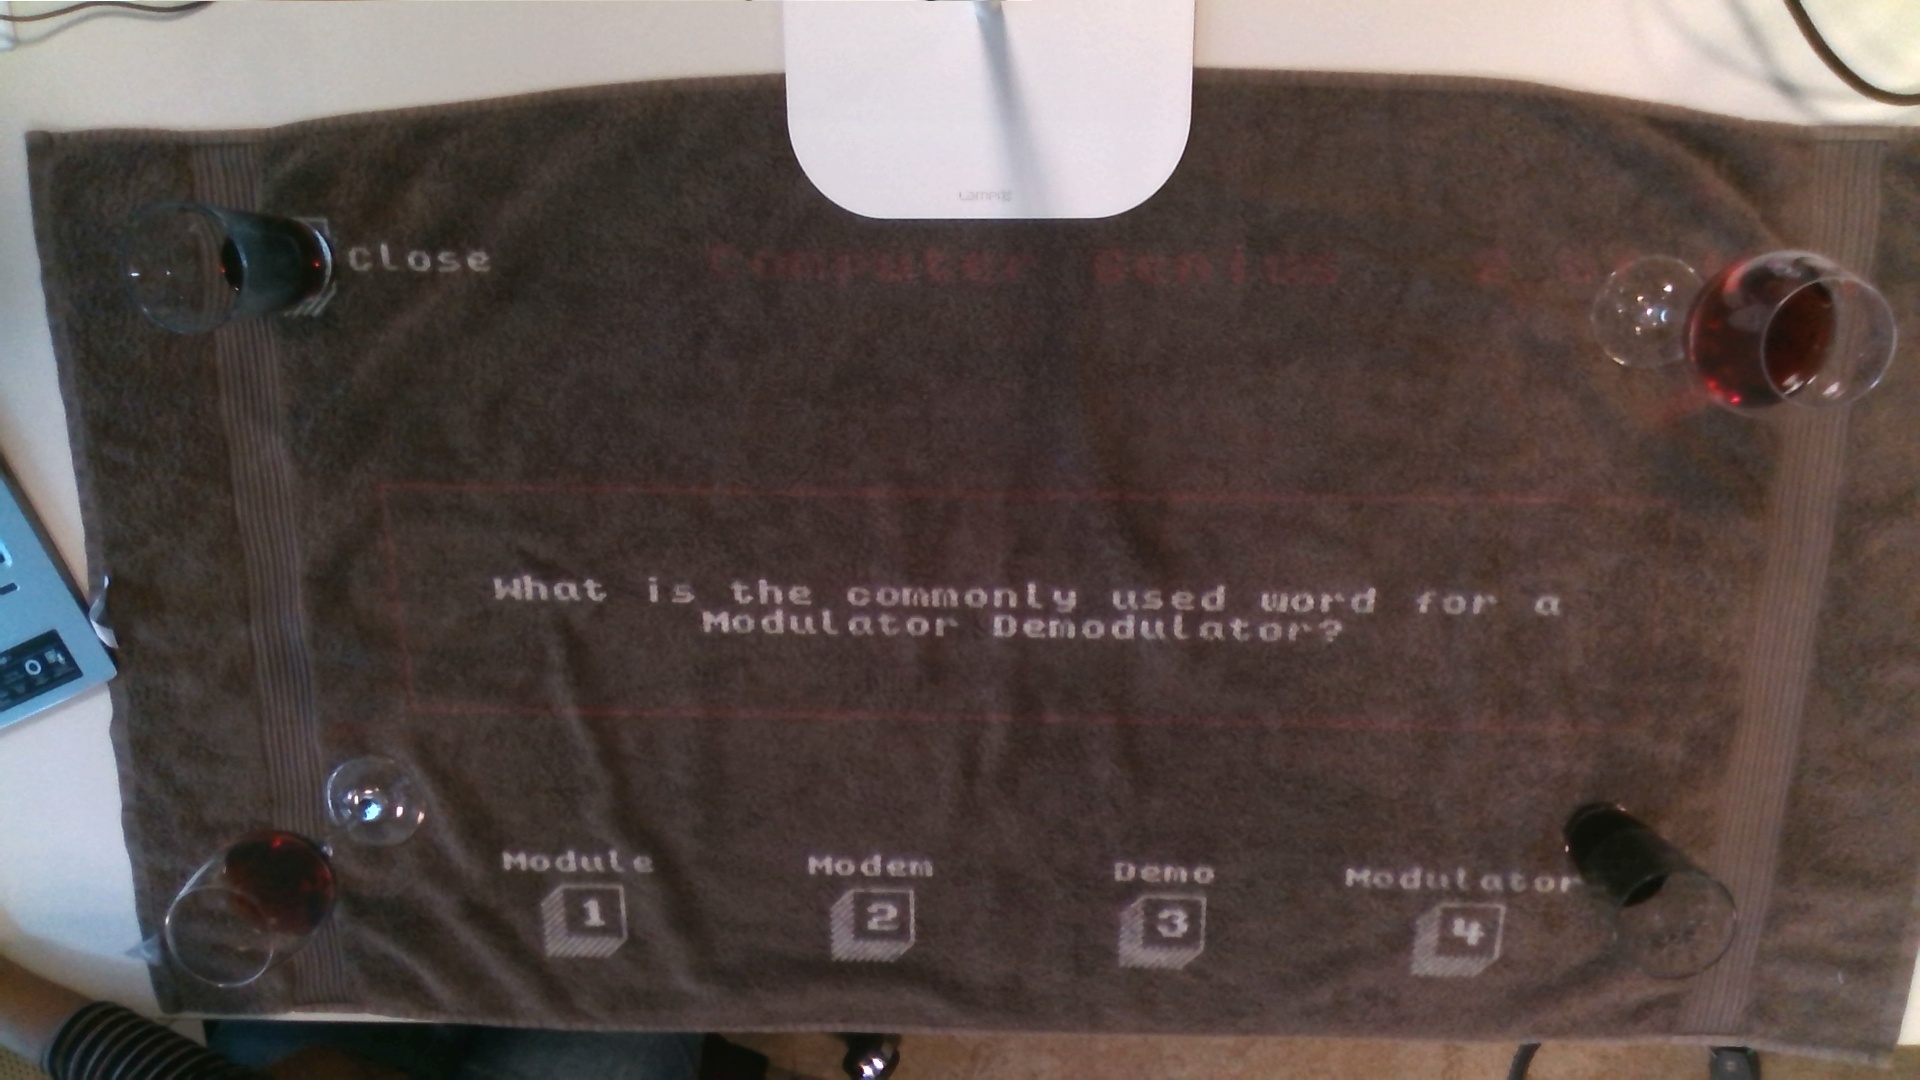 Close
Computer Genius
What is the commonly used word for a
Modulator Demodulator?
Module
Modem
Demo
Modulator
1
2
3
4